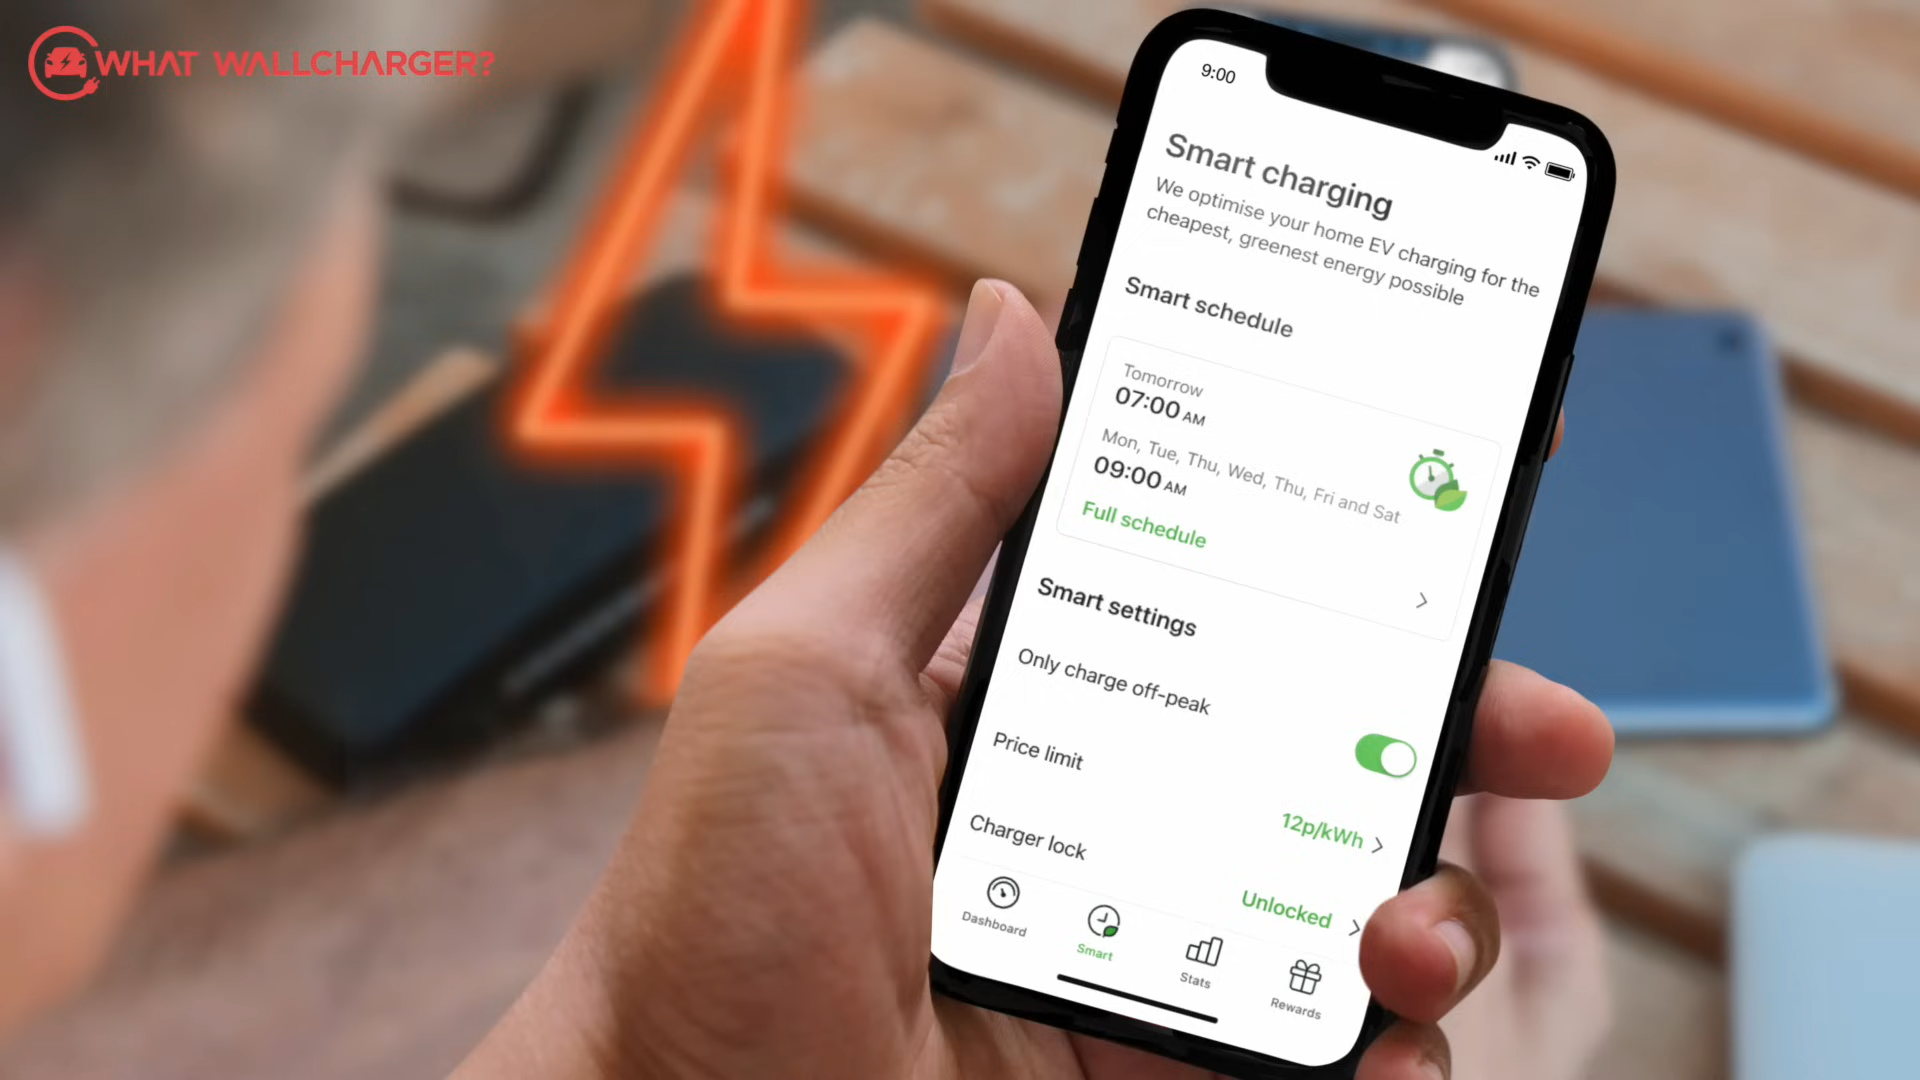 WHAT WALLCHARGER?
9:00
Smart charging
We optimise your home EV charging for the
cheapest, greenest energy possible
Smart schedule
Tomorrow
07:00 AM
Mon, Tue, Thu, Wed, Thu, Fri and Sat
09:00 AM
Full schedule
Smart settings
Only charge off-peak
Price limit
12p/kWh
Charger lock
Unlocked
Dashboard
Smart
Stats
Rewards